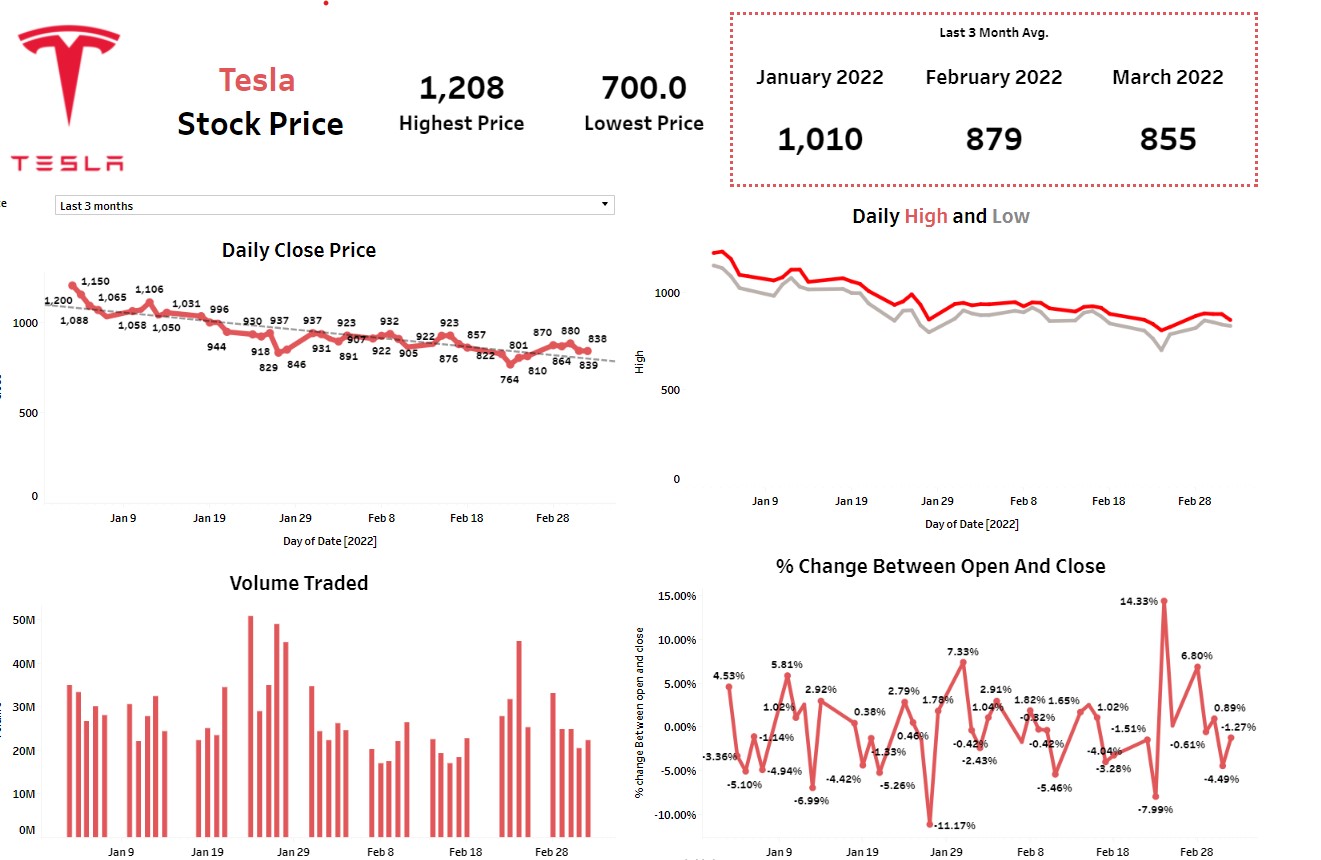 Tesla
Stock Price
1,208
Highest Price
700.0
Lowest Price
Last 3 Month Avg.
January 2022 February 2022 March 2022
1,010 879 855
TESLA
Last 3 months
Daily Close Price
1,200 1,150 1,088 1,065 1,058 1,106 1,050 1,031 996 944 930 918 937 829 846 937 931 923 891 907 922 932 905 922 923 876 857 822 764 801 810 870 864 880 839 838
1000
500
0
Jan 9 Jan 19 Jan 29 Feb 8 Feb 18 Feb 28
Day of Date [2022]
Daily High and Low
High
1000
500
0
Jan 9 Jan 19 Jan 29 Feb 8 Feb 18 Feb 28
Day of Date [2022]
Volume Traded
50M
40M
30M
20M
10M
0M
Jan 9 Jan 19 Jan 29 Feb 8 Feb 18 Feb 28
% Change Between Open And Close
% change Between open and close
15.00%
10.00%
5.00%
0.00%
-5.00%
-10.00%
4.53% -3.36% -5.10% -1.14% -4.94% 5.81% 1.02% -6.99% 2.92% 0.38% -4.42% -1.33% -5.26% 2.79% 0.46% -11.17% 1.78% 7.33% -0.42% -2.43% 1.04% 2.91% 1.82% -0.32% -0.42% -5.46% 1.65% 1.02% -4.04% -3.28% -1.51% -7.99% 14.33% 6.80% -0.61% 0.89% -4.49% -1.27%
Jan 9 Jan 19 Jan 29 Feb 8 Feb 18 Feb 28